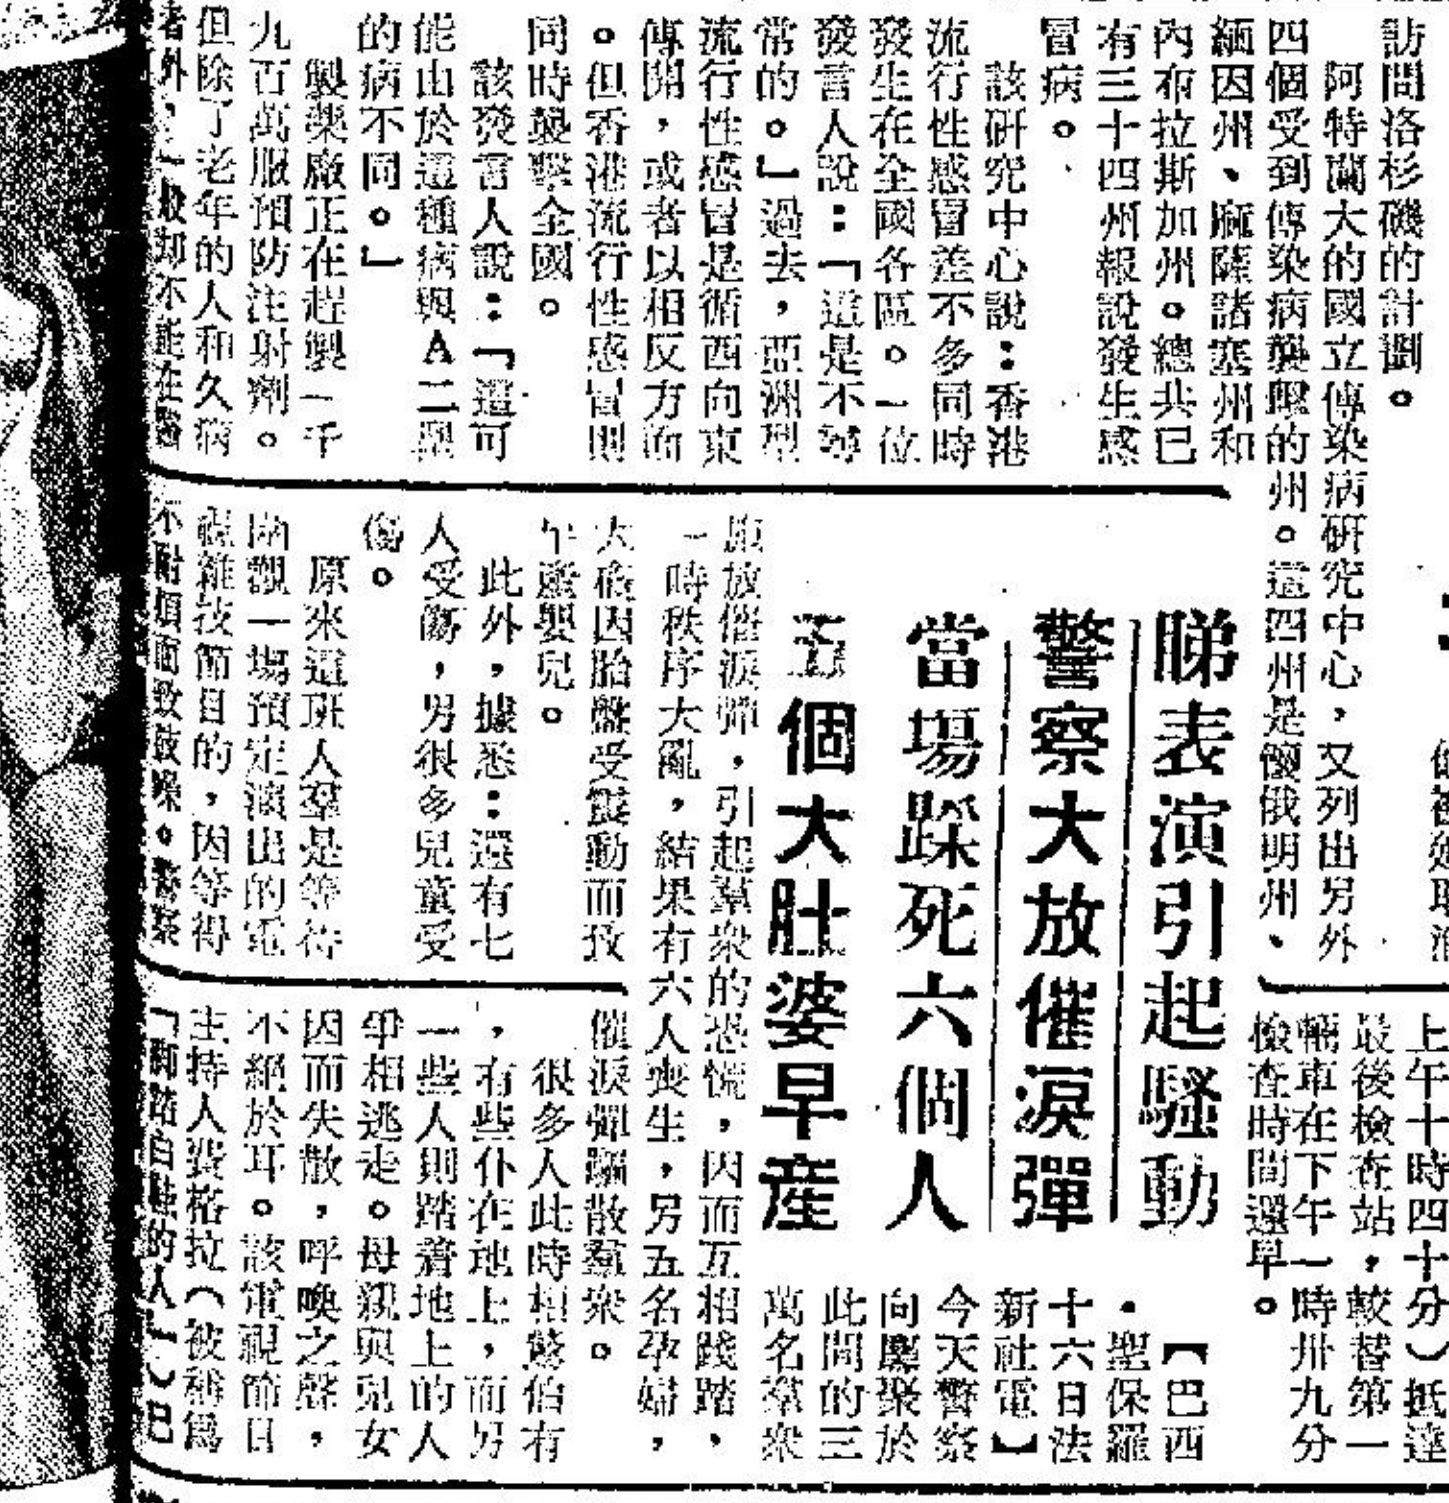 訪問洛杉磯的計劃。
阿特蘭大的國立傳染病研究中心，又列出另外
四個受到傳染病襲擊的州。這四州是懷俄明州、
緬因州、麻薩諸塞州和
內布拉斯加州。總共已
有三十四州報說發生感
冒病。
該研究中心說：香港
流行性感冒差不多同時
發生在全國各區。一位
發言人說：「這是不尋
常的。」過去，亞洲型
流行性感冒是循西向東
傳開，或者以相反方向
。但香港流行性感冒則
同時襲擊全國。
該發言人說：「這可
能由於這種病與A二型
的病不同。」
製藥廠正在趕製一千
九百萬服預防注射劑。
但除了老年的人和久病
者外，一般却不能在
睇表演引起騷動
警察大放催淚彈
當場踩死六個人
五個大肚婆早產
【巴西
聖保羅
十六日法
新社電】
今天警察
向麕聚於
此間的三
萬名羣衆
施放催淚彈，引起羣衆的恐慌，因而互相踐踏，
一時秩序大亂，結果有六人喪生，另五名孕婦，
大痛因胎盤受震動而致
早產嬰兒。
此外，據悉：還有七
人受傷，另很多兒童受
傷。
原來這班人羣是等待
觀一場預定演出的電
視雜技節目的，因等得
不耐煩而致鼓噪。警察
催淚彈驅散羣衆。
很多人此時相驚伯有
，有些仆在地上，而另
一些人則踏着地上的人
爭相逃走。母親與兒女
因而失散，呼喚之聲，
不絕於耳。該電視節目
主持人費格拉（被稱爲
「脚踏白鞋的人」）已
上午十時四十分）抵達
最後檢查站，較替第一
輛車在下午一時卅九分
檢查時間還早。